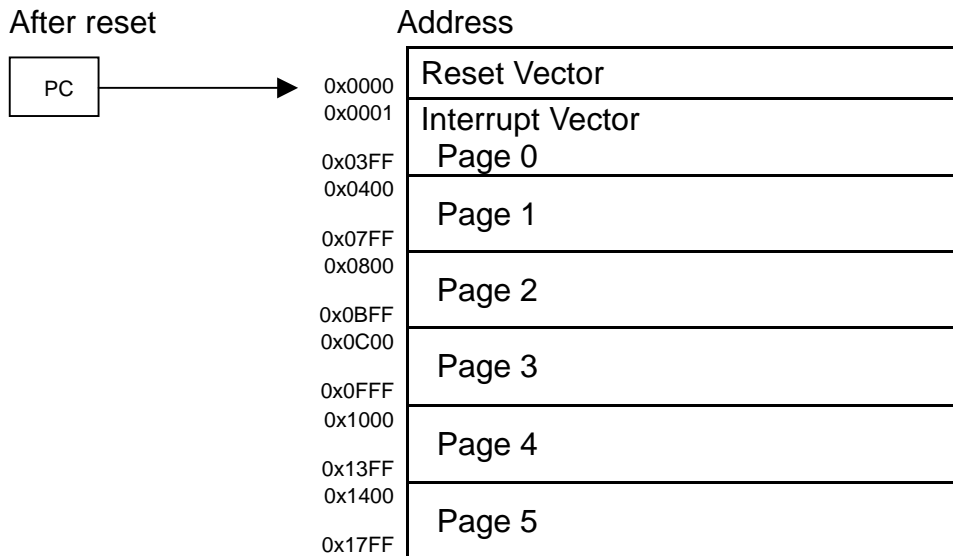 After reset
Address
PC
0x0000
Reset Vector
0x0001
Interrupt Vector
Page 0
0x03FF
0x0400
Page 1
0x07FF
0x0800
Page 2
0x0BFF
0x0C00
Page 3
0x0FFF
0x1000
Page 4
0x13FF
0x1400
Page 5
0x17FF